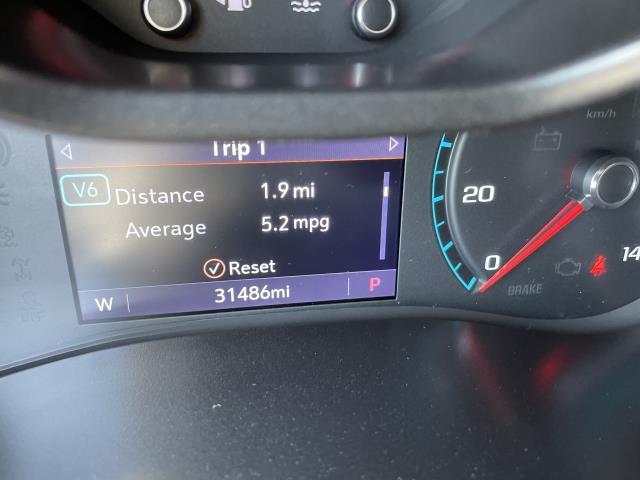 km/h
Trip 1
V6
Distance 1.9 mi
Average 5.2 mpg
Reset
W 31486mi P
20
0
BRAKE
14